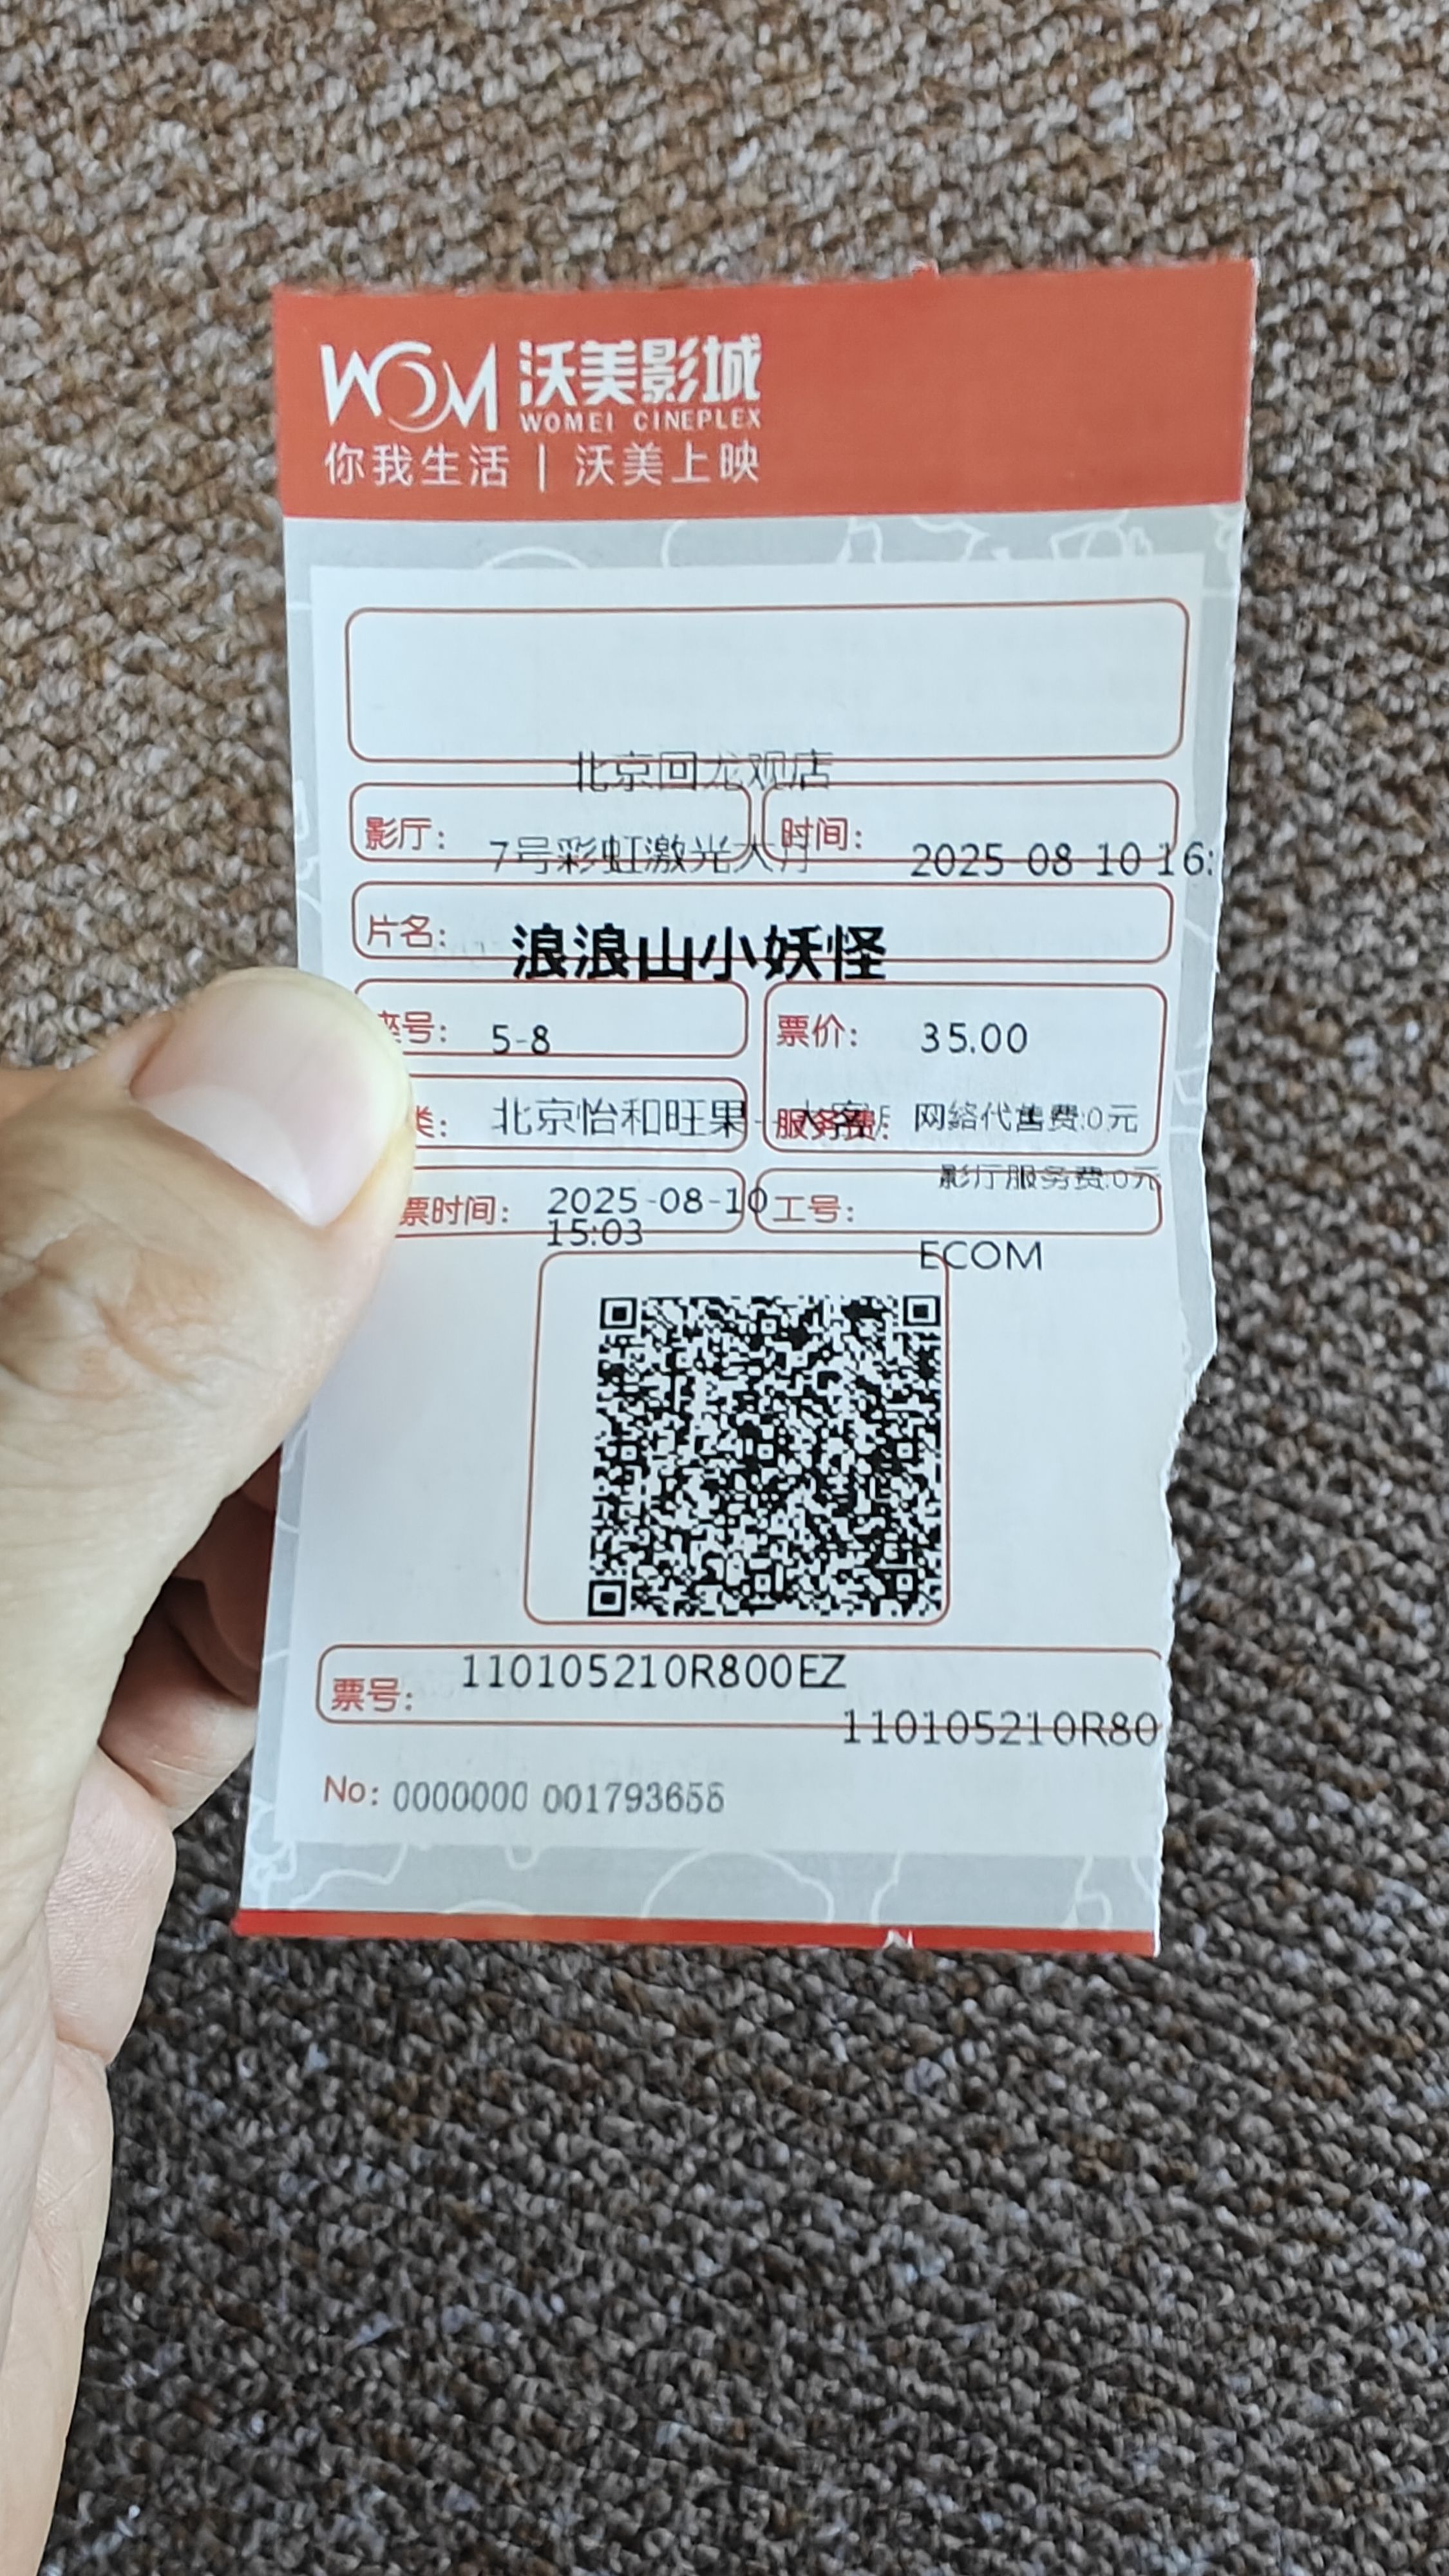 WOM 沃美影城
WOMEI CINEPLEX
你我生活 | 沃美上映
北京回龙观店
影厅: 7号彩虹激光大厅
时间: 2025-08-10 16:
片名: 浪浪山小妖怪
座号: 5-8
票价: 35.00
类: 北京怡和旺果-大客
服务费: 网络代售费:0元
影厅服务费:0元
票时间: 2025-08-10
15:03
工号:
ECOM
票号: 110105210R800EZ
110105210R80
No: 0000000 001793656